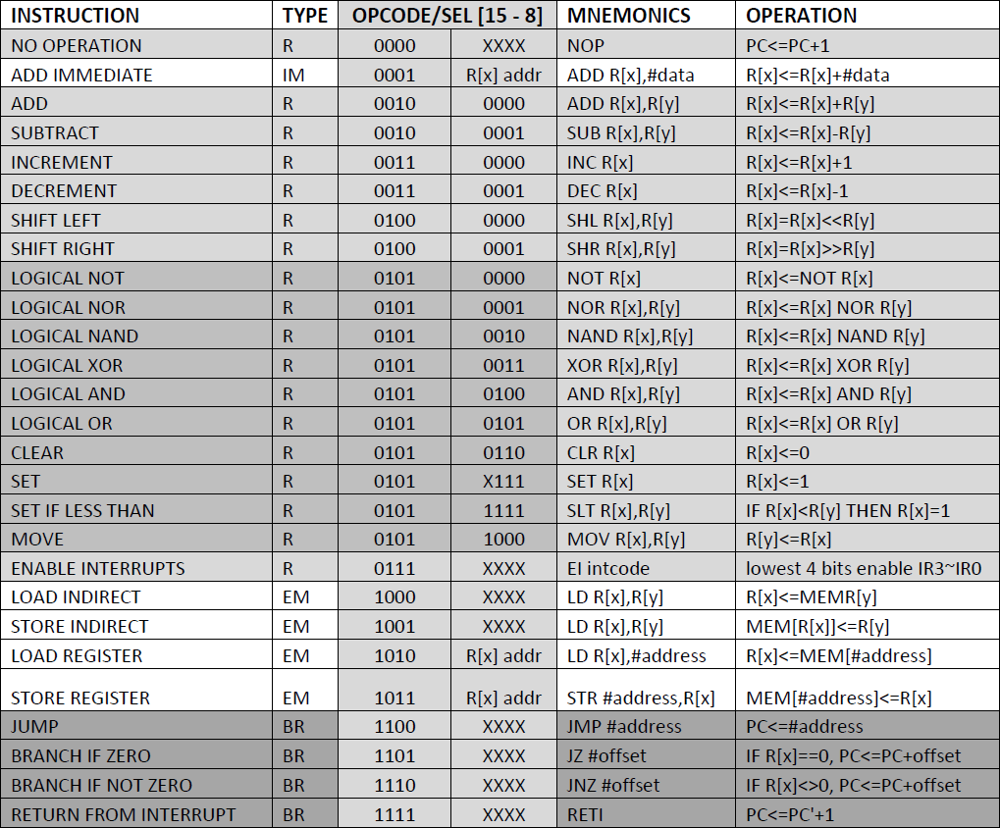 INSTRUCTION TYPE OPCODE/SEL [15 - 8] MNEMONICS OPERATION
NO OPERATION R 0000 XXXX NOP PC<=PC+1
ADD IMMEDIATE IM 0001 R[x] addr ADD R[x],#data R[x]<=R[x]+#data
ADD R 0010 0000 ADD R[x],R[y] R[x]<=R[x]+R[y]
SUBTRACT R 0010 0001 SUB R[x],R[y] R[x]<=R[x]-R[y]
INCREMENT R 0011 0000 INC R[x] R[x]<=R[x]+1
DECREMENT R 0011 0001 DEC R[x] R[x]<=R[x]-1
SHIFT LEFT R 0100 0000 SHL R[x],R[y] R[x]=R[x]<<R[y]
SHIFT RIGHT R 0100 0001 SHR R[x],R[y] R[x]=R[x]>>R[y]
LOGICAL NOT R 0101 0000 NOT R[x] R[x]<=NOT R[x]
LOGICAL NOR R 0101 0001 NOR R[x],R[y] R[x]<=R[x] NOR R[y]
LOGICAL NAND R 0101 0010 NAND R[x],R[y] R[x]<=R[x] NAND R[y]
LOGICAL XOR R 0101 0011 XOR R[x],R[y] R[x]<=R[x] XOR R[y]
LOGICAL AND R 0101 0100 AND R[x],R[y] R[x]<=R[x] AND R[y]
LOGICAL OR R 0101 0101 OR R[x],R[y] R[x]<=R[x] OR R[y]
CLEAR R 0101 0110 CLR R[x] R[x]<=0
SET R 0101 X111 SET R[x] R[x]<=1
SET IF LESS THAN R 0101 1111 SLT R[x],R[y] IF R[x]<R[y] THEN R[x]=1
MOVE R 0101 1000 MOV R[x],R[y] R[y]<=R[x]
ENABLE INTERRUPTS R 0111 XXXX EI intcode lowest 4 bits enable IR3~IR0
LOAD INDIRECT EM 1000 XXXX LD R[x],R[y] R[x]<=MEMR[y]
STORE INDIRECT EM 1001 XXXX LD R[x],R[y] MEM[R[x]]<=R[y]
LOAD REGISTER EM 1010 R[x] addr LD R[x],#address R[x]<=MEM[#address]
STORE REGISTER EM 1011 R[x] addr STR #address,R[x] MEM[#address]<=R[x]
JUMP BR 1100 XXXX JMP #address PC<=#address
BRANCH IF ZERO BR 1101 XXXX JZ #offset IF R[x]==0, PC<=PC+offset
BRANCH IF NOT ZERO BR 1110 XXXX JNZ #offset IF R[x]<>0, PC<=PC+offset
RETURN FROM INTERRUPT BR 1111 XXXX RETI PC<=PC'+1